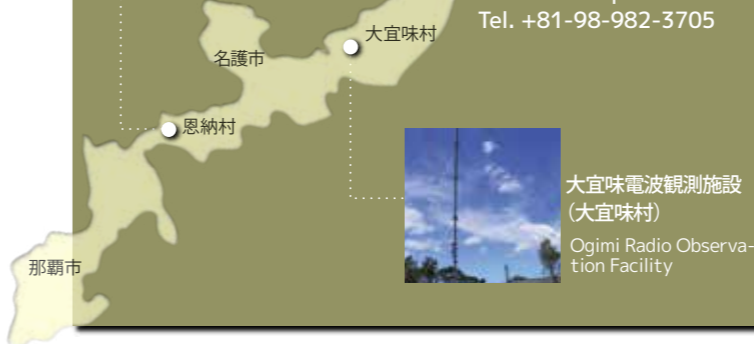 Tel. +81-98-982-3705
大宜味村
名護市
恩納村
大宜味電波観測施設
（大宜味村）
Ogimi Radio Observa-
tion Facility
那覇市